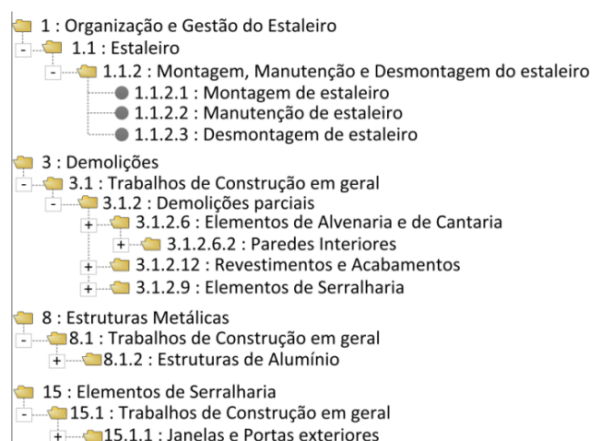 1 : Organização e Gestão do Estaleiro
1.1 : Estaleiro
1.1.2 : Montagem, Manutenção e Desmontagem do estaleiro
1.1.2.1 : Montagem de estaleiro
1.1.2.2 : Manutenção de estaleiro
1.1.2.3 : Desmontagem de estaleiro
3 : Demolições
3.1 : Trabalhos de Construção em geral
3.1.2 : Demolições parciais
3.1.2.6 : Elementos de Alvenaria e de Cantaria
3.1.2.6.2 : Paredes Interiores
3.1.2.12 : Revestimentos e Acabamentos
3.1.2.9 : Elementos de Serralharia
8 : Estruturas Metálicas
8.1 : Trabalhos de Construção em geral
8.1.2 : Estruturas de Alumínio
15 : Elementos de Serralharia
15.1 : Trabalhos de Construção em geral
15.1.1 : Janelas e Portas exteriores